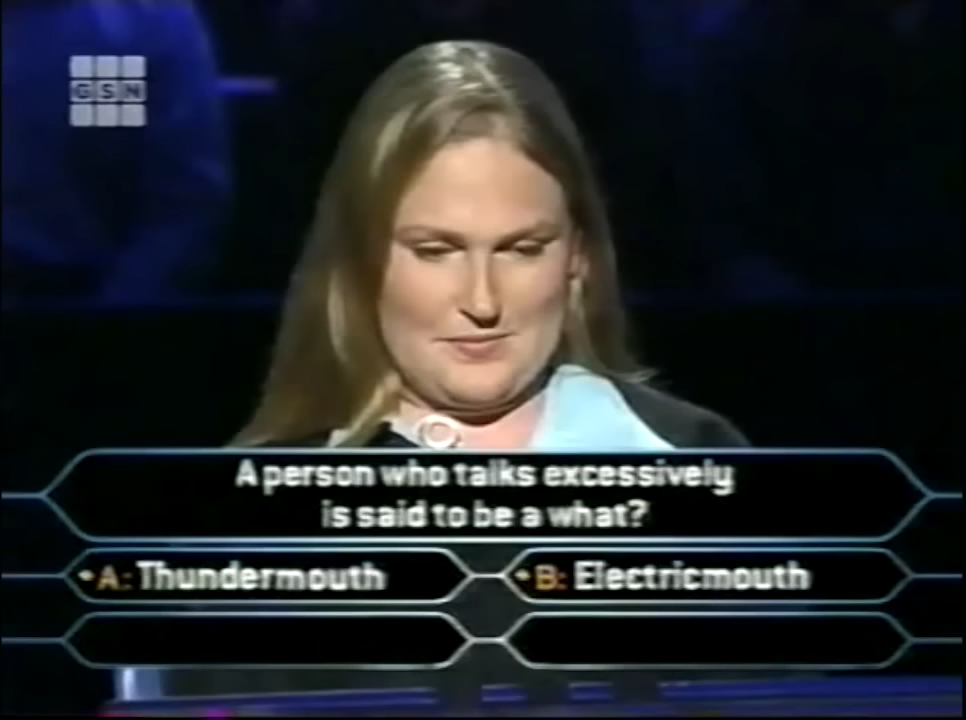 GSN
A person who talks excessively
is said to be a what?
A: Thundermouth
B: Electricmouth